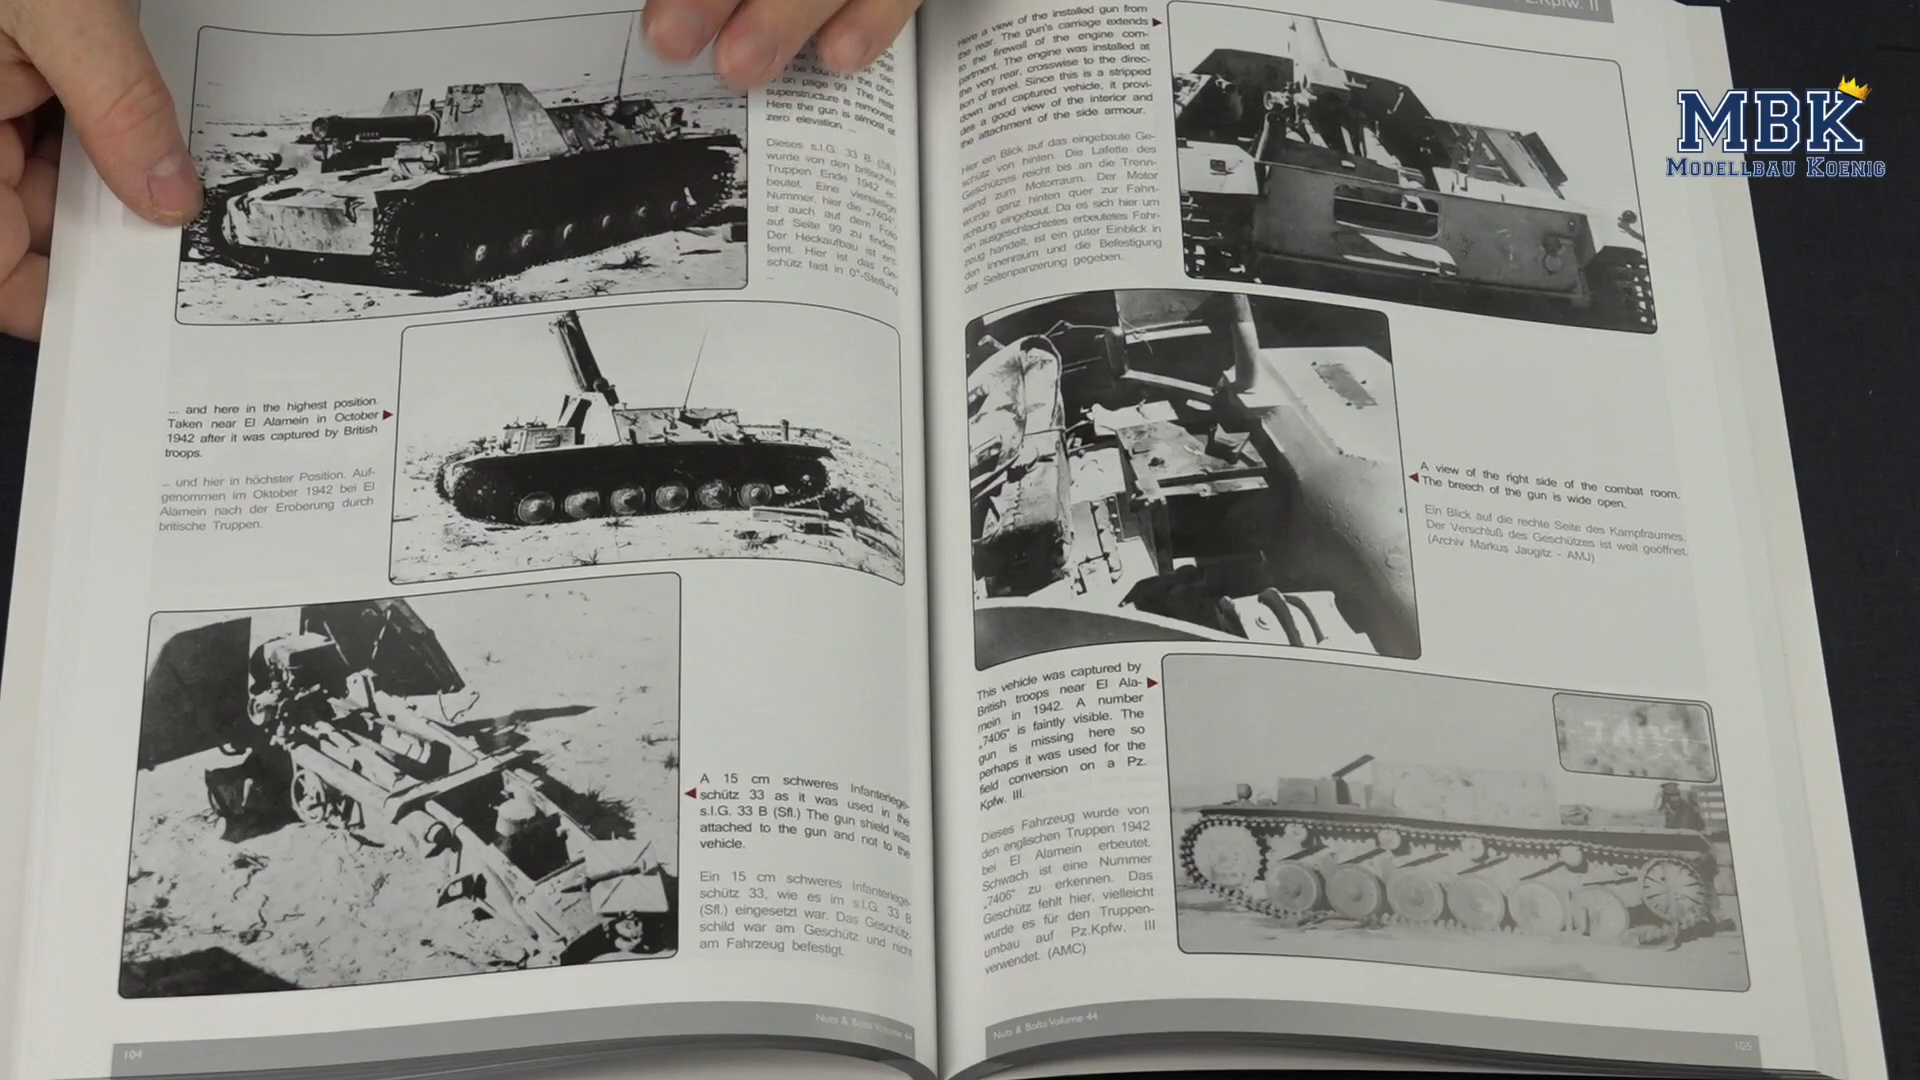 be found in the
on page 99. The rear
superstructure is removed.
Here the gun is almost at
zero elevation ...
Dieses s.I.G. 33 B (Sfl.)
wurde von den britischen
Truppen Ende 1942 er-
beutet. Eine vierstellige
Nummer, hier die „7404"
ist auch auf dem Foto
auf Seite 99 zu finden.
Der Heckaufbau ist ent-
fernt. Hier ist das Ge-
schütz fast in 0°-Stellung
...
... and here in the highest position.
Taken near El Alamein in October
1942 after it was captured by British
troops.
... und hier in höchster Position. Auf-
genommen im Oktober 1942 bei El
Alamein nach der Eroberung durch
britische Truppen.
A 15 cm schweres Infanteriege-
schütz 33 as it was used in the
s.I.G. 33 B (Sfl.) The gun shield was
attached to the gun and not to the
vehicle.
Ein 15 cm schweres Infanteriege-
schütz 33, wie es im s.I.G. 33 B
(Sfl.) eingesetzt war. Das Geschütz-
schild war am Geschütz und nicht
am Fahrzeug befestigt.
Nuts & Bolts Volume 44
104
Z.Kpfw. II
Here a view of the installed gun from
the rear. The gun's carriage extends
to the firewall of the engine com-
partment. The engine was installed at
the very rear, crosswise to the direc-
tion of travel. Since this is a stripped
down and captured vehicle, it provi-
des a good view of the interior and
the attachment of the side armour.
Hier ein Blick auf das eingebaute Ge-
schütz von hinten. Die Lafette des
Geschützes reicht bis an die Trenn-
wand zum Motorraum. Der Motor
wurde ganz hinten quer zur Fahrt-
richtung eingebaut. Da es sich hier um
ein ausgeschlachtetes erbeutetes Fahr-
zeug handelt, ist ein guter Einblick in
den Innenraum und die Befestigung
der Seitenpanzerung gegeben.
A view of the right side of the combat room.
The breech of the gun is wide open.
Ein Blick auf die rechte Seite des Kampfraumes.
Der Verschluß des Geschützes ist weit geöffnet.
(Archiv Markus Jaugitz - AMJ)
This vehicle was captured by
British troops near El Ala-
mein in 1942. A number
„7406" is faintly visible. The
gun is missing here so
perhaps it was used for the
field conversion on a Pz.
Kpfw. III.
Dieses Fahrzeug wurde von
den englischen Truppen 1942
bei El Alamein erbeutet.
Schwach ist eine Nummer
„7406" zu erkennen. Das
Geschütz fehlt hier, vielleicht
wurde es für den Truppen-
umbau auf Pz.Kpfw. III
verwendet. (AMC)
Nuts & Bolts Volume 44
105
MBK
MODELLBAU KOENIG